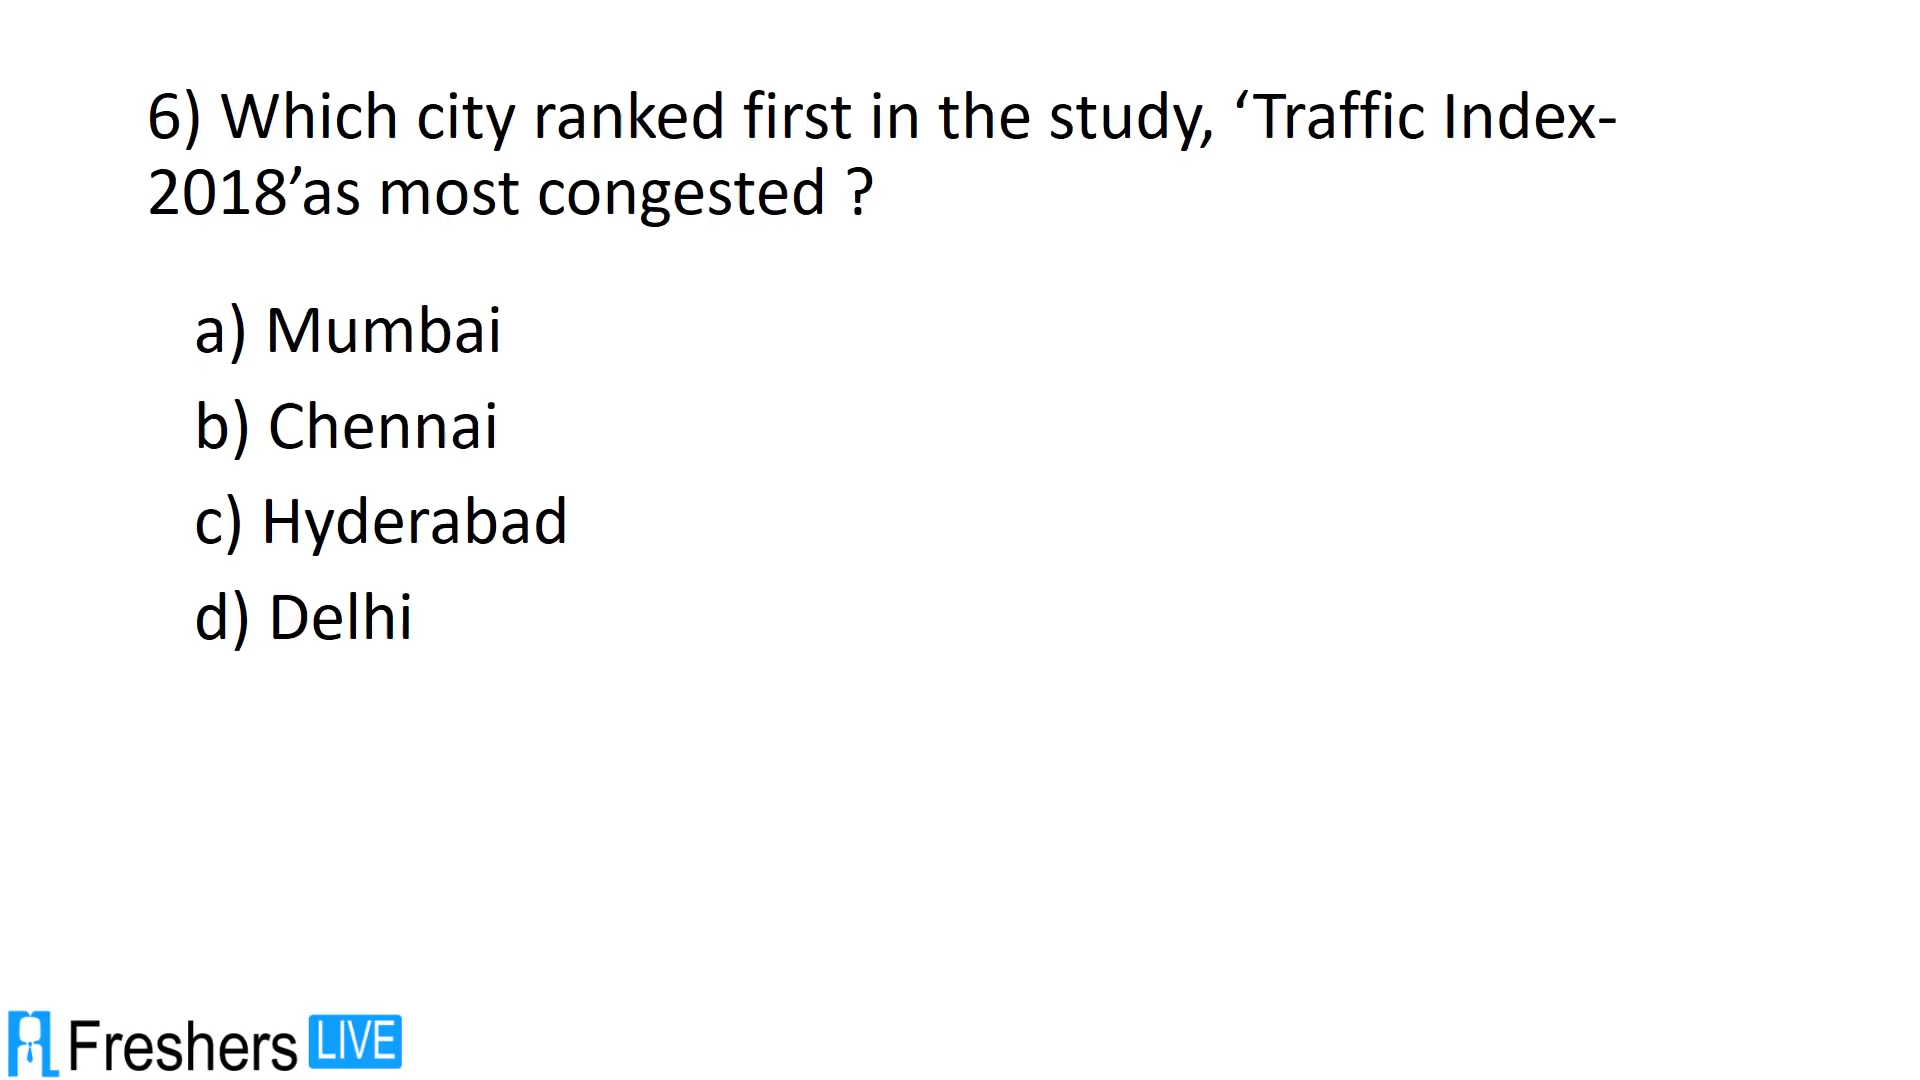 6) Which city ranked first in the study, ‘Traffic Index-
2018’as most congested ?
a) Mumbai
b) Chennai
c) Hyderabad
d) Delhi
Freshers LIVE